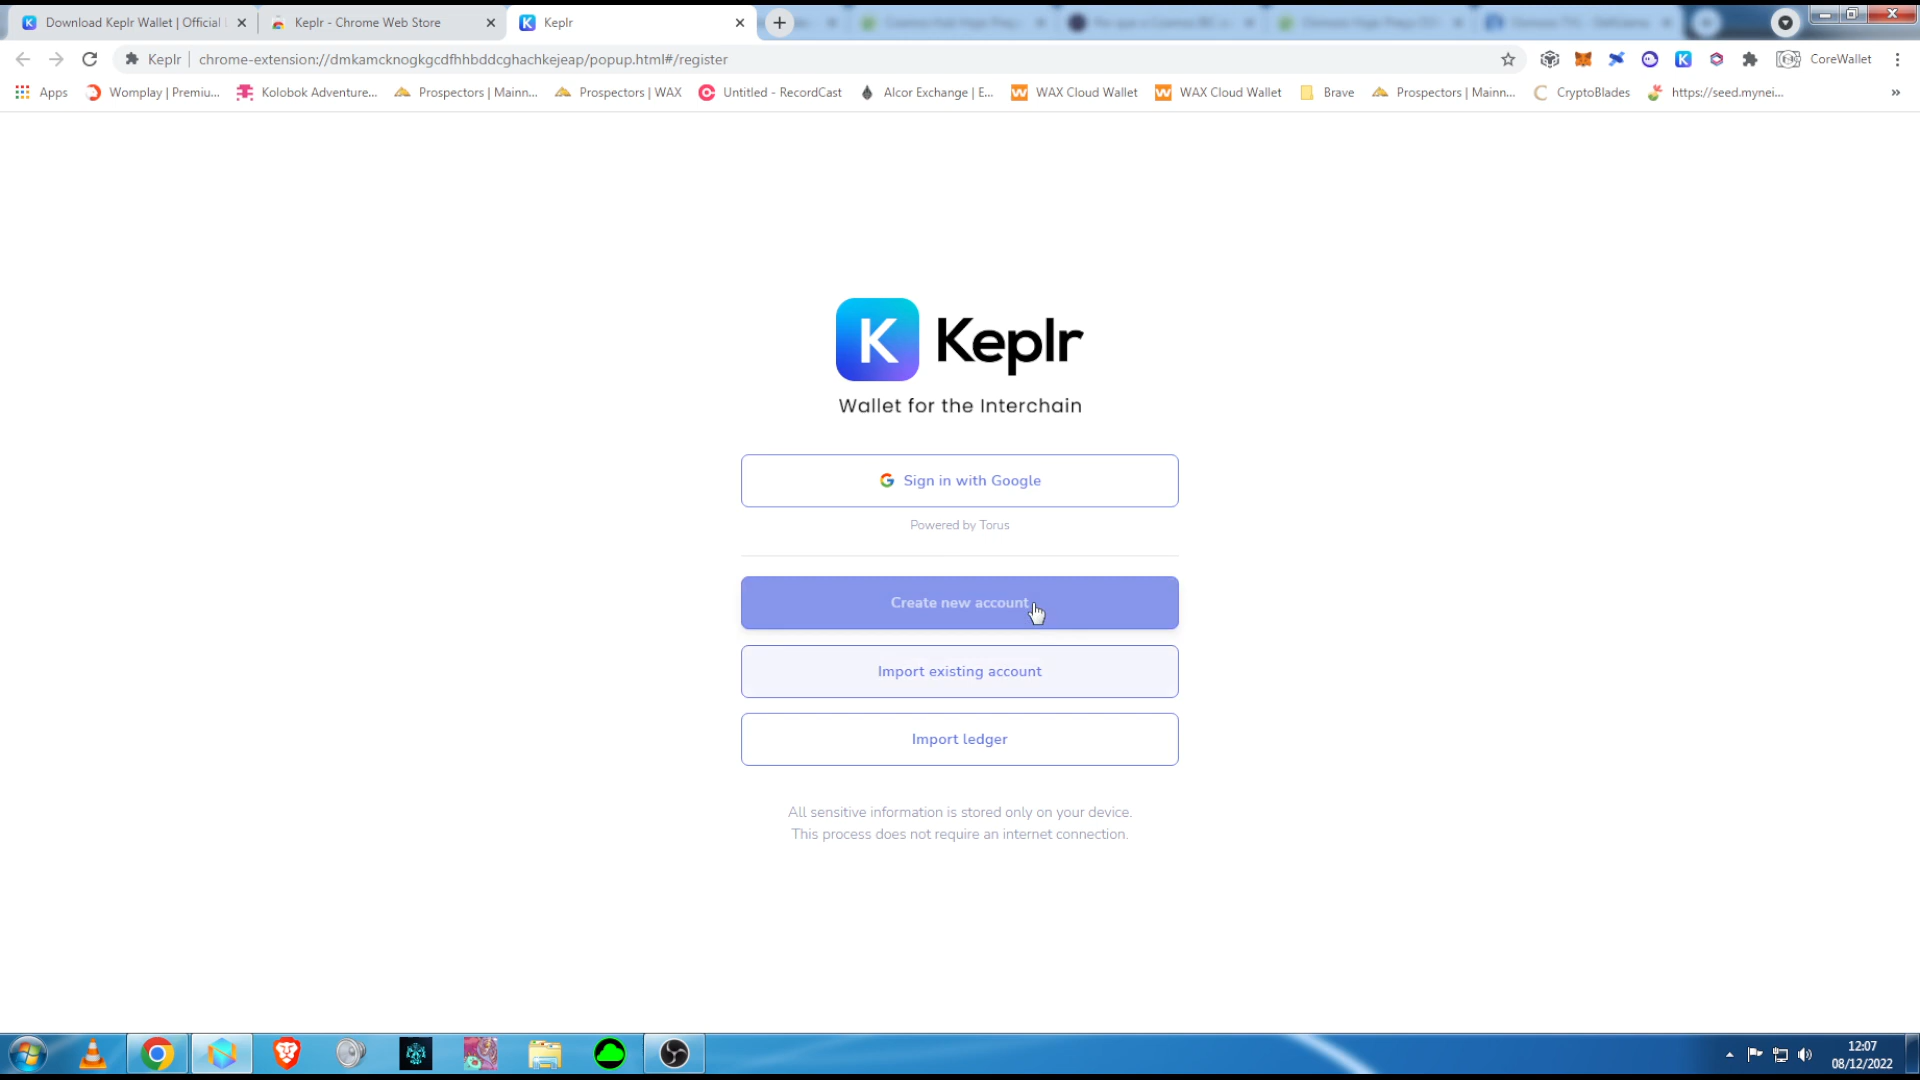 Download Keplr Wallet | Official
Keplr - Chrome Web Store
Keplr
Keplr
chrome-extension://dmkamcknogkgcdfhhbddcghachkejeap/popup.html#/register
CoreWallet
Apps
Womplay | Premiu...
Kolobok Adventure...
Prospectors | Mainn...
Prospectors | WAX
Untitled - RecordCast
Alcor Exchange | E...
WAX Cloud Wallet
WAX Cloud Wallet
Brave
Prospectors | Mainn...
CryptoBlades
https://seed.mynei...
»
K Keplr
Wallet for the Interchain
Sign in with Google
Powered by Torus
Create new account
Import existing account
Import ledger
All sensitive information is stored only on your device.
This process does not require an internet connection.
12:07
08/12/2022